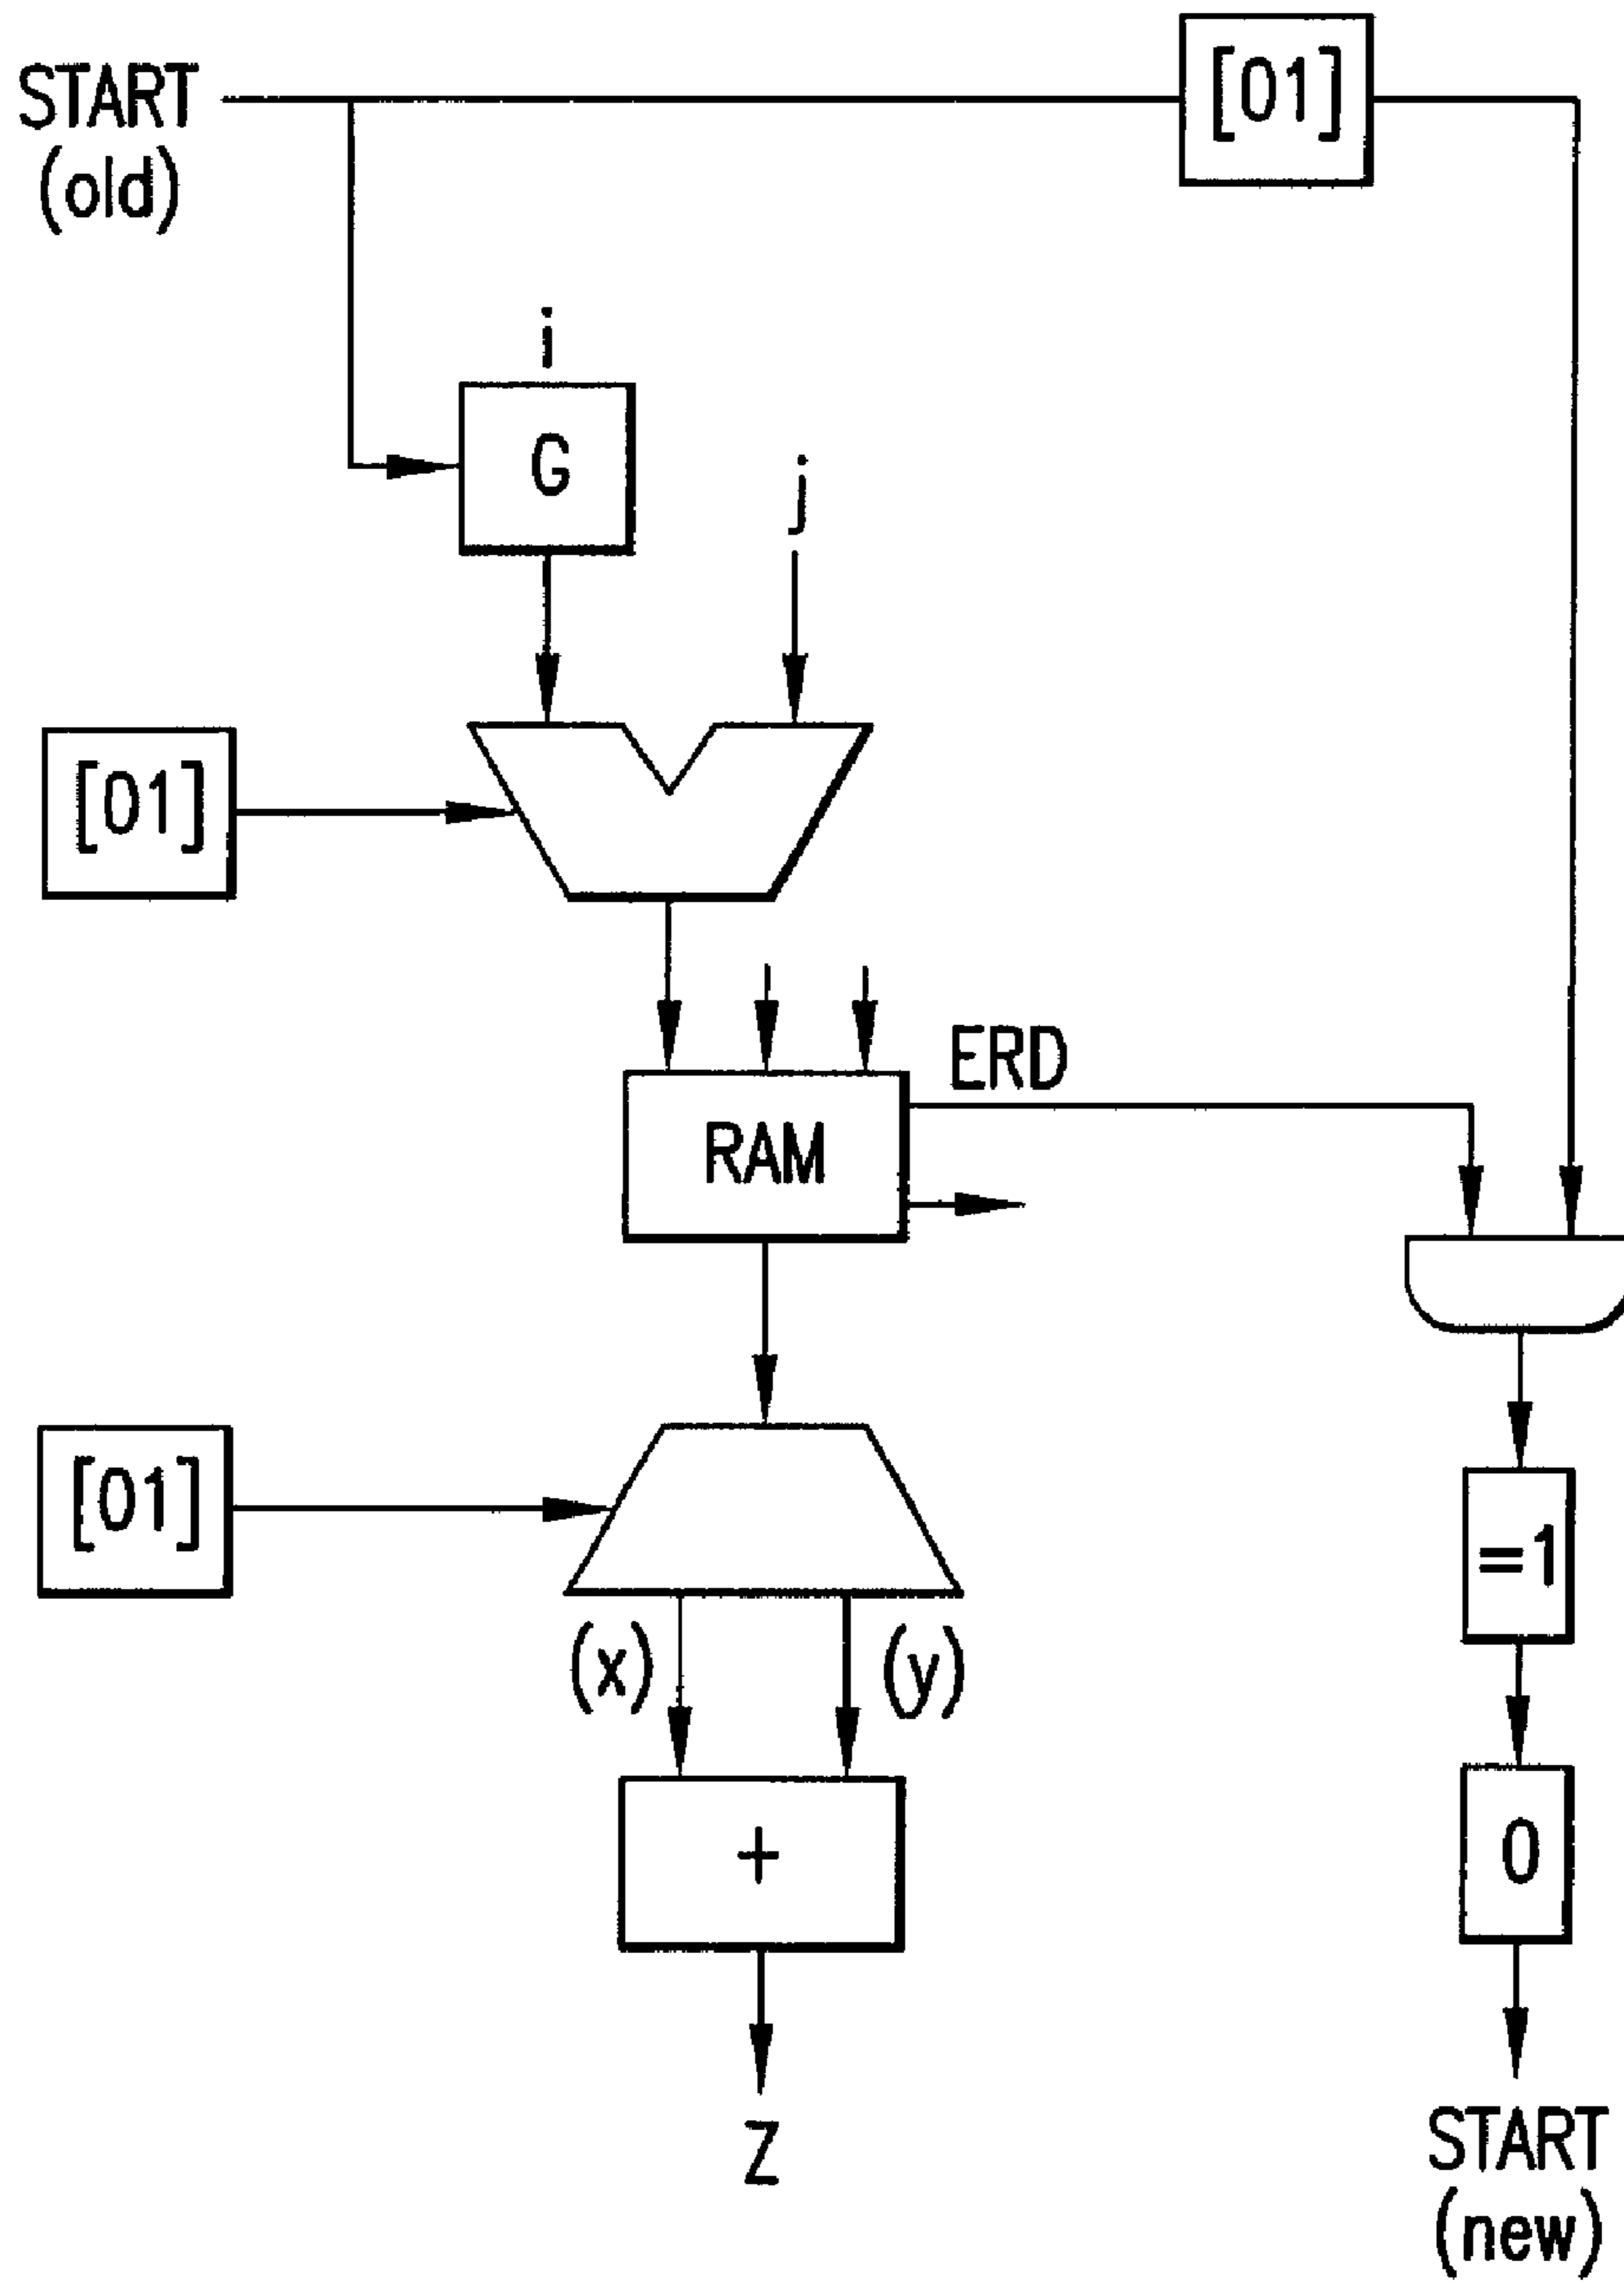 START
(old)
[01]
i
G
j
[01]
ERD
RAM
[01]
=1
(x)
(y)
+
0
Z
START
(new)